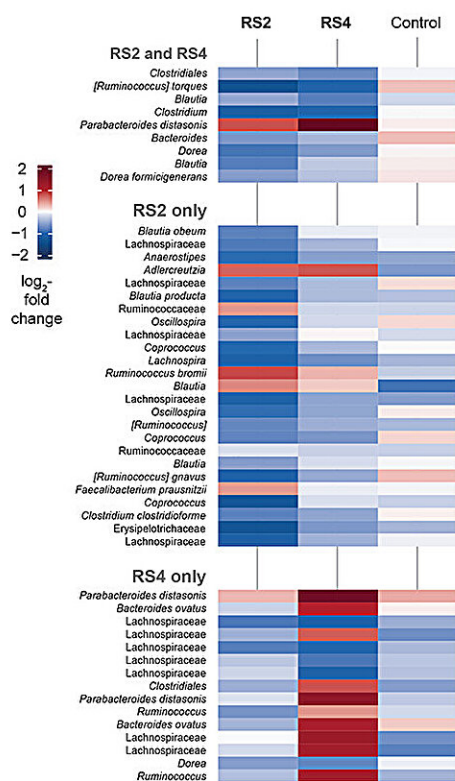 RS2 RS4 Control
RS2 and RS4
Clostridiales
[Ruminococcus] torques
Blautia
Clostridium
Parabacteroides distasonis
Bacteroides
Dorea
Blautia
Dorea formicigenerans
2
1
0
−1
−2
log2-
fold
change
RS2 only
Blautia obeum
Lachnospiraceae
Anaerostipes
Adlercreutzia
Lachnospiraceae
Blautia producta
Ruminococcaceae
Oscillospira
Lachnospiraceae
Coprococcus
Lachnospira
Ruminococcus bromii
Blautia
Lachnospiraceae
Oscillospira
[Ruminococcus]
Coprococcus
Ruminococcaceae
Blautia
[Ruminococcus] gnavus
Faecalibacterium prausnitzii
Coprococcus
Clostridium clostridioforme
Erysipelotrichaceae
Lachnospiraceae
RS4 only
Parabacteroides distasonis
Bacteroides ovatus
Lachnospiraceae
Lachnospiraceae
Lachnospiraceae
Lachnospiraceae
Lachnospiraceae
Clostridiales
Parabacteroides distasonis
Ruminococcus
Bacteroides ovatus
Lachnospiraceae
Lachnospiraceae
Dorea
Ruminococcus